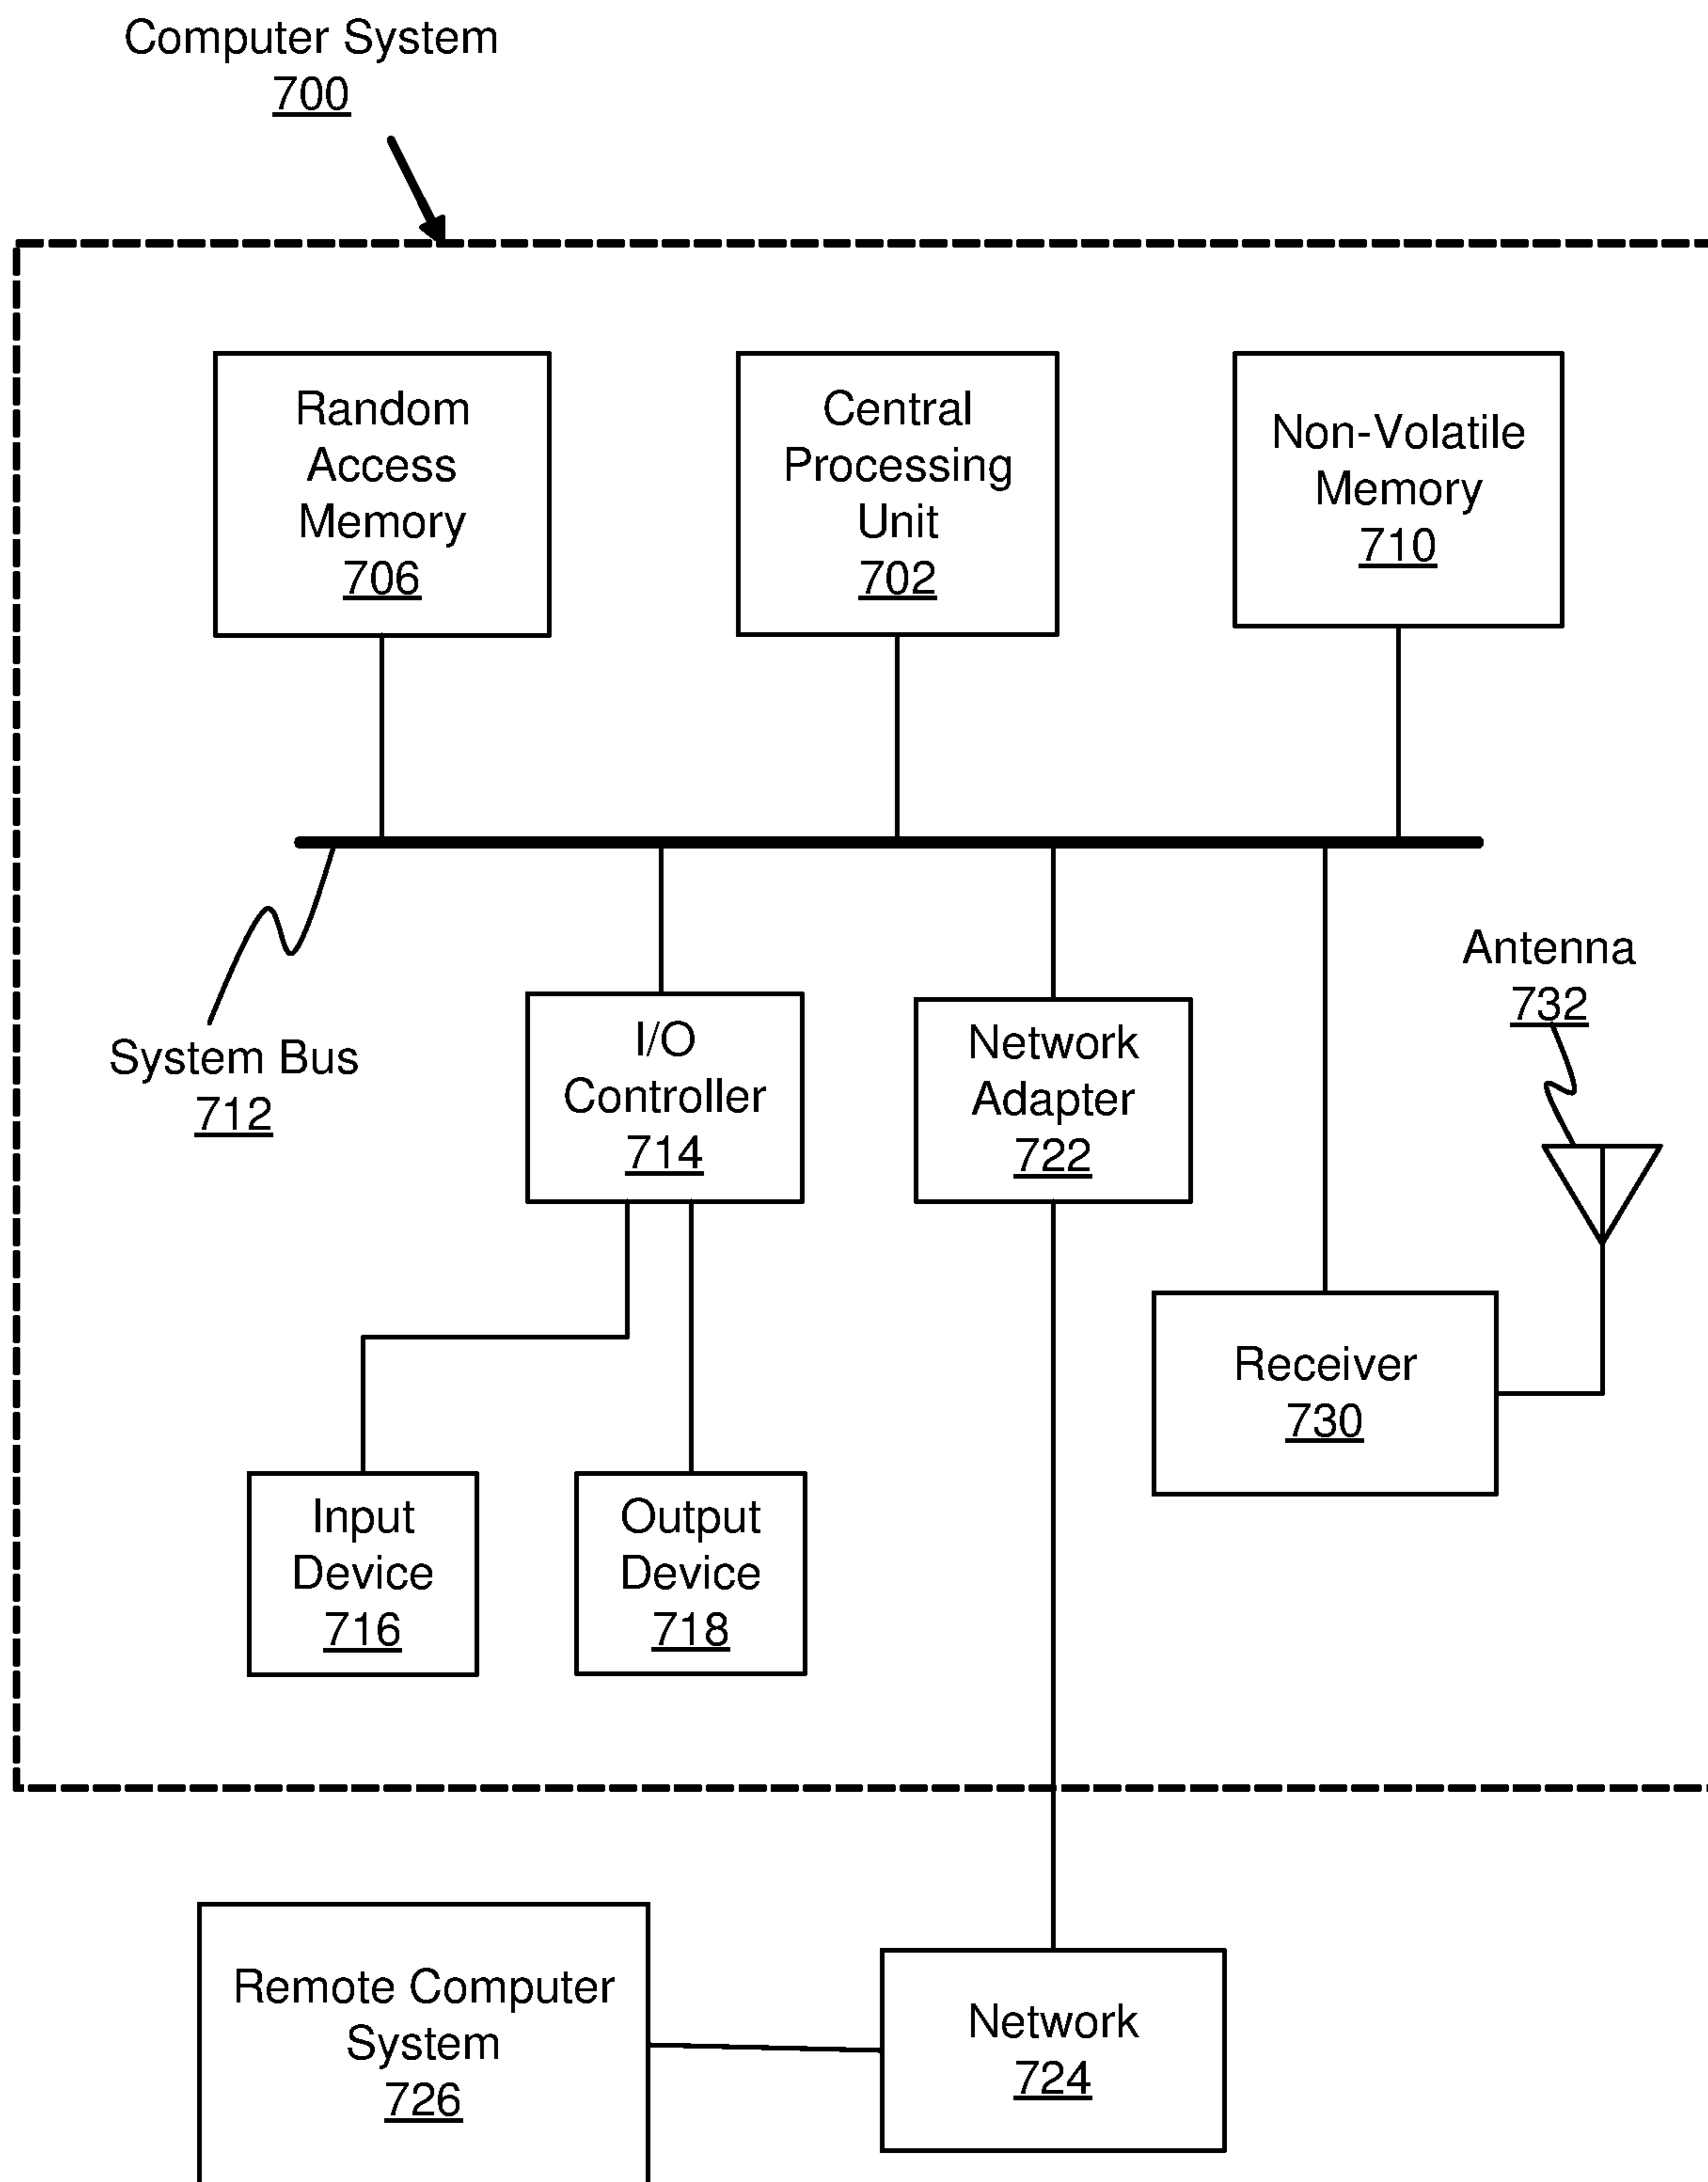 Computer System
700
Random
Access
Memory
706
Central
Processing
Unit
702
Non-Volatile
Memory
710
System Bus
712
I/O
Controller
714
Network
Adapter
722
Antenna
732
Receiver
730
Input
Device
716
Output
Device
718
Remote Computer
System
726
Network
724